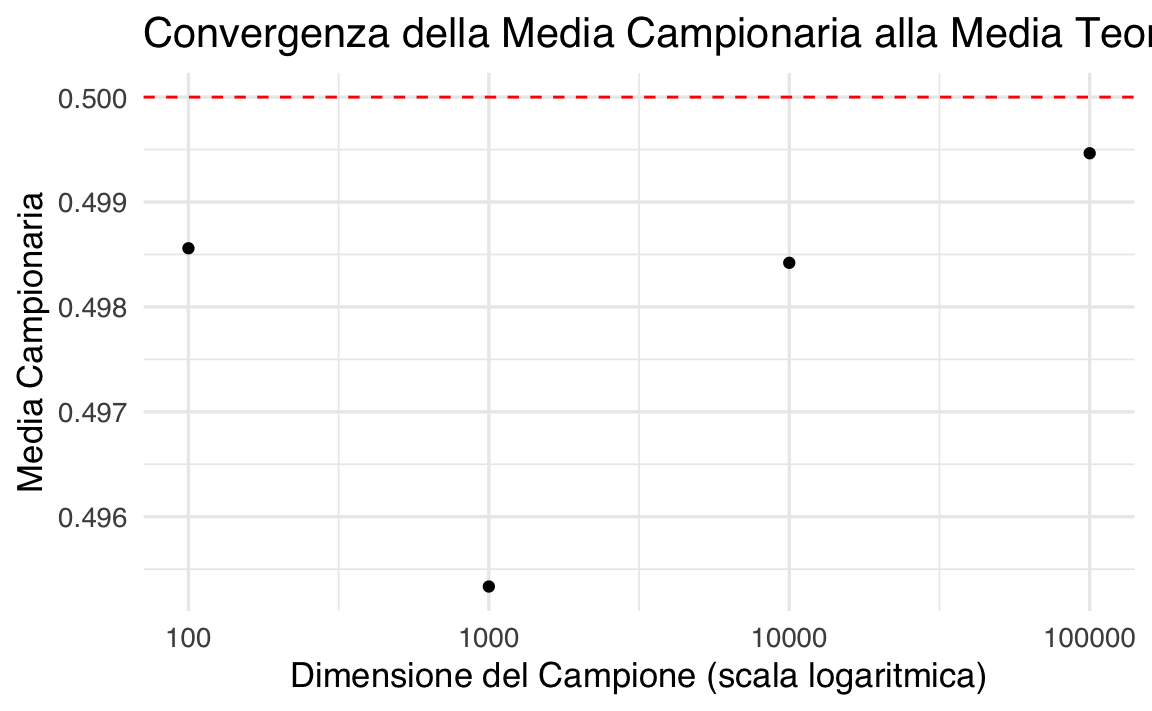 Convergenza della Media Campionaria alla Media Teor
0.500
0.499
0.498
0.497
0.496
Media Campionaria
100 1000 10000 100000
Dimensione del Campione (scala logaritmica)